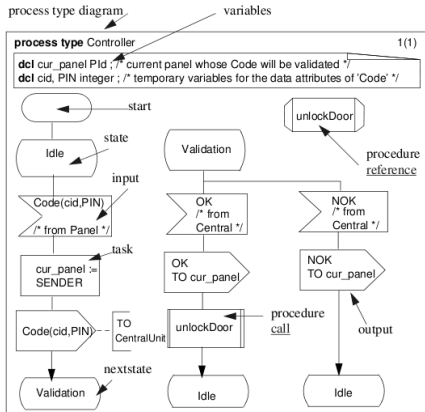 process type diagram
variables
process type Controller
1(1)
dcl cur_panel PId ; /* current panel whose Code will be validated */
dcl cid, PIN integer ; /* temporary variables for the data attributes of 'Code' */
start
state
Idle
Validation
unlockDoor
procedure
reference
input
Code(cid,PIN)
/* from Panel */
OK
/* from
Central */
NOK
/* from
Central */
task
cur_panel :=
SENDER
OK
TO cur_panel
NOK
TO cur_panel
Code(cid,PIN)
TO
CentralUnit
unlockDoor
procedure
call
output
nextstate
Validation
Idle
Idle